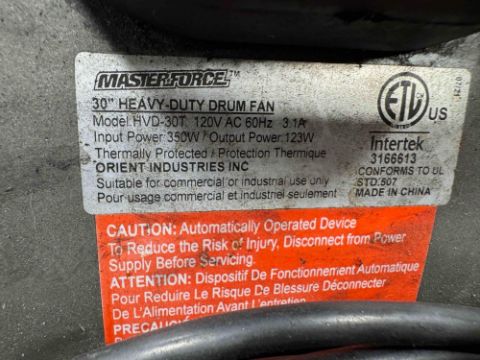 MASTERFORCE™
30" HEAVY-DUTY DRUM FAN
Model:HVD-30T 120V AC 60Hz 3.1A
Input Power:350W / Output Power:123W
Thermally Protected / Protection Thermique
ORIENT INDUSTRIES INC
Suitable for commercial or industrial use only
Pour usage commercial et industriel seulement
ETL US
Intertek
3166613
CONFORMS TO UL
STD.507
MADE IN CHINA
CAUTION: Automatically Operated Device
To Reduce the Risk of Injury, Disconnect from Power
Supply Before Servicing.
ATTENTION: Dispositif De Fonctionnement Automatique
Pour Reduire Le Risque De Blessure Déconnecter
De L'Alimentation Avant L'entretien.
PRECAUCIÓ